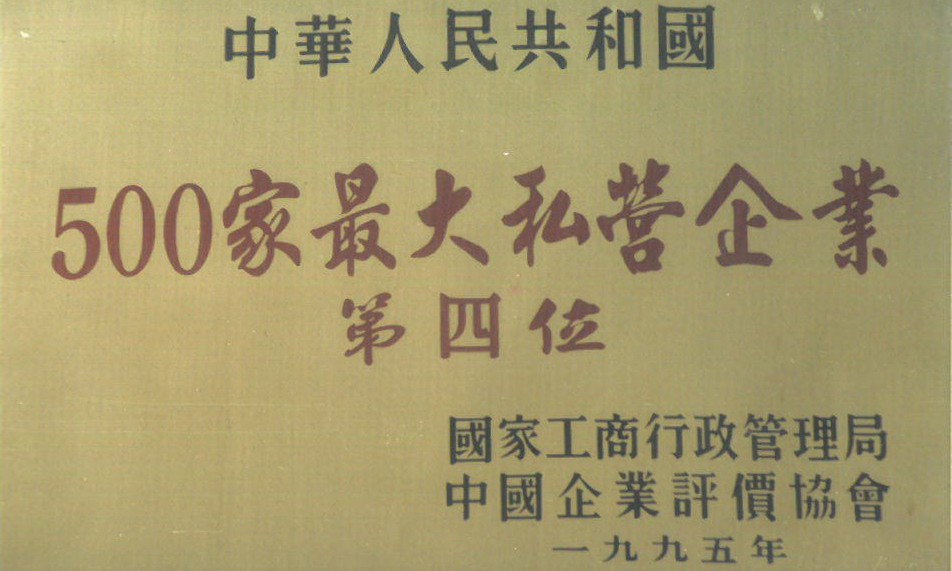 中華人民共和國
500家最大私營企業
第四位
國家工商行政管理局
中國企業評價協會
一九九五年